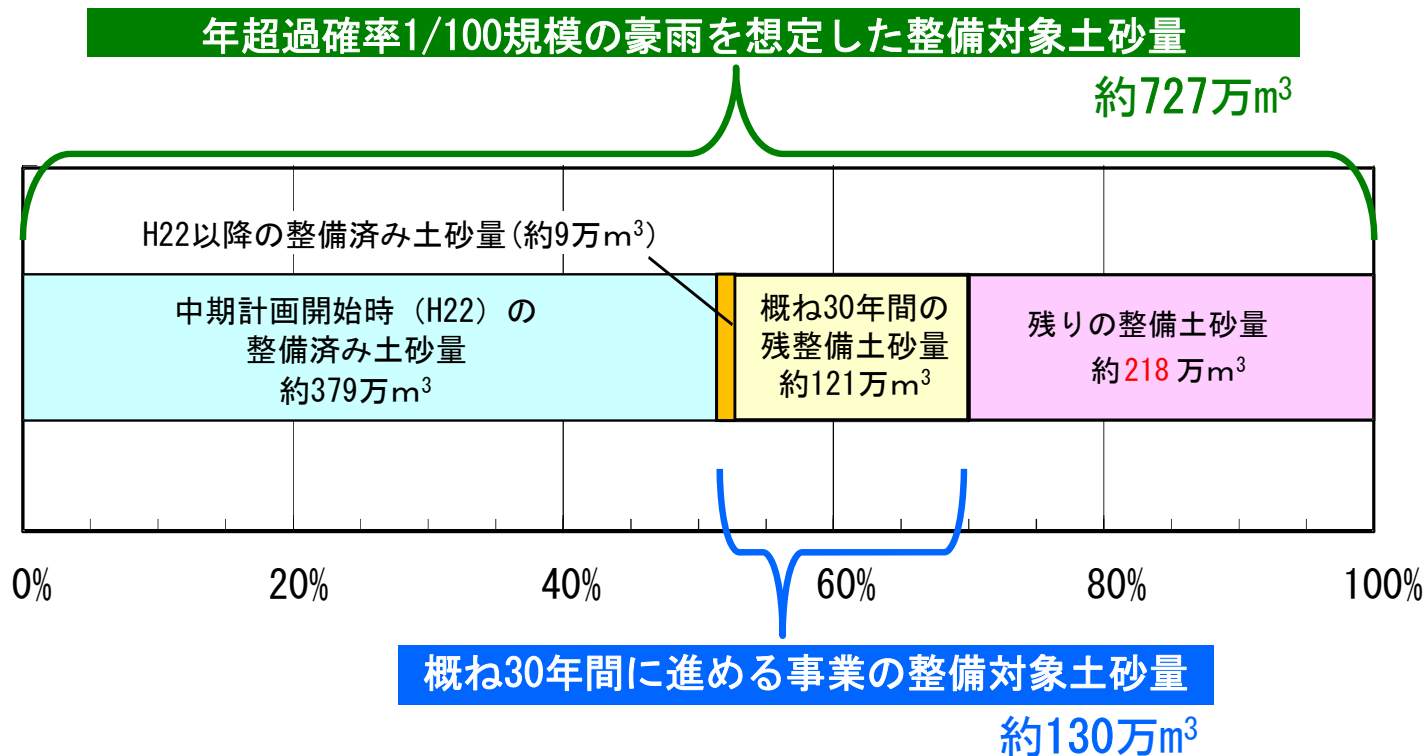 年超過確率1/100規模の豪雨を想定した整備対象土砂量
約727万m³
H22以降の整備済み土砂量(約9万ｍ³)
中期計画開始時（H22）の
整備済み土砂量
約379万ｍ³
概ね30年間の
残整備土砂量
約121万ｍ³
残りの整備土砂量
約218万ｍ³
0% 20% 40% 60% 80% 100%
概ね30年間に進める事業の整備対象土砂量
約130万m³